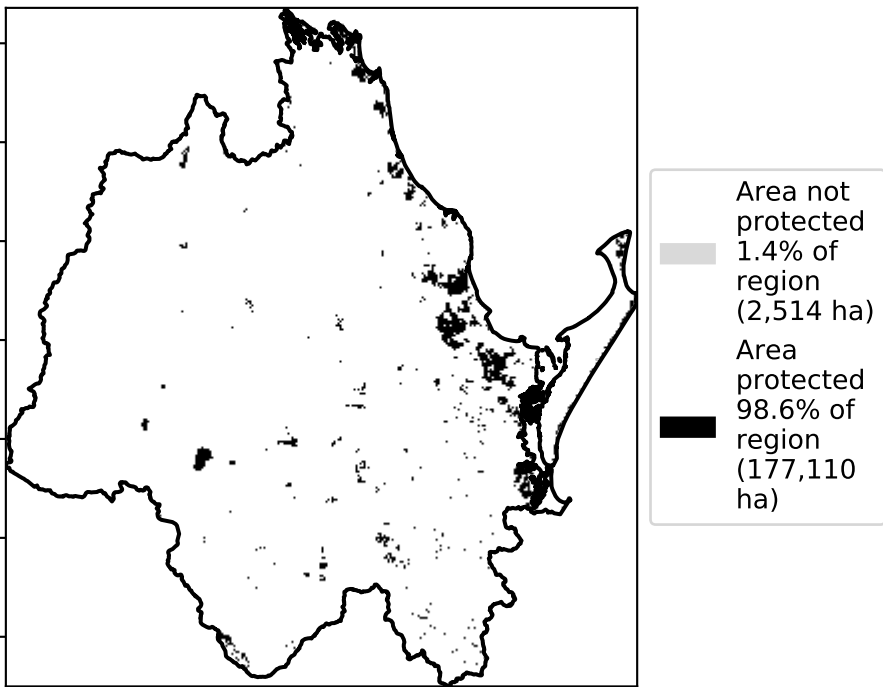 Area not
protected
1.4% of
region
(2,514 ha)
Area
protected
98.6% of
region
(177,110
ha)